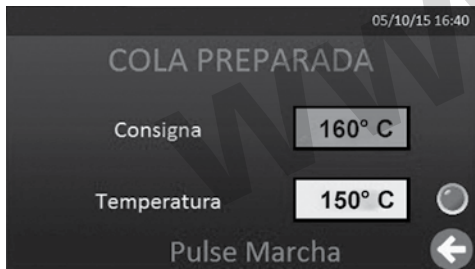 05/10/15 16:40
COLA PREPARADA
Consigna 160° C
Temperatura 150° C
Pulse Marcha